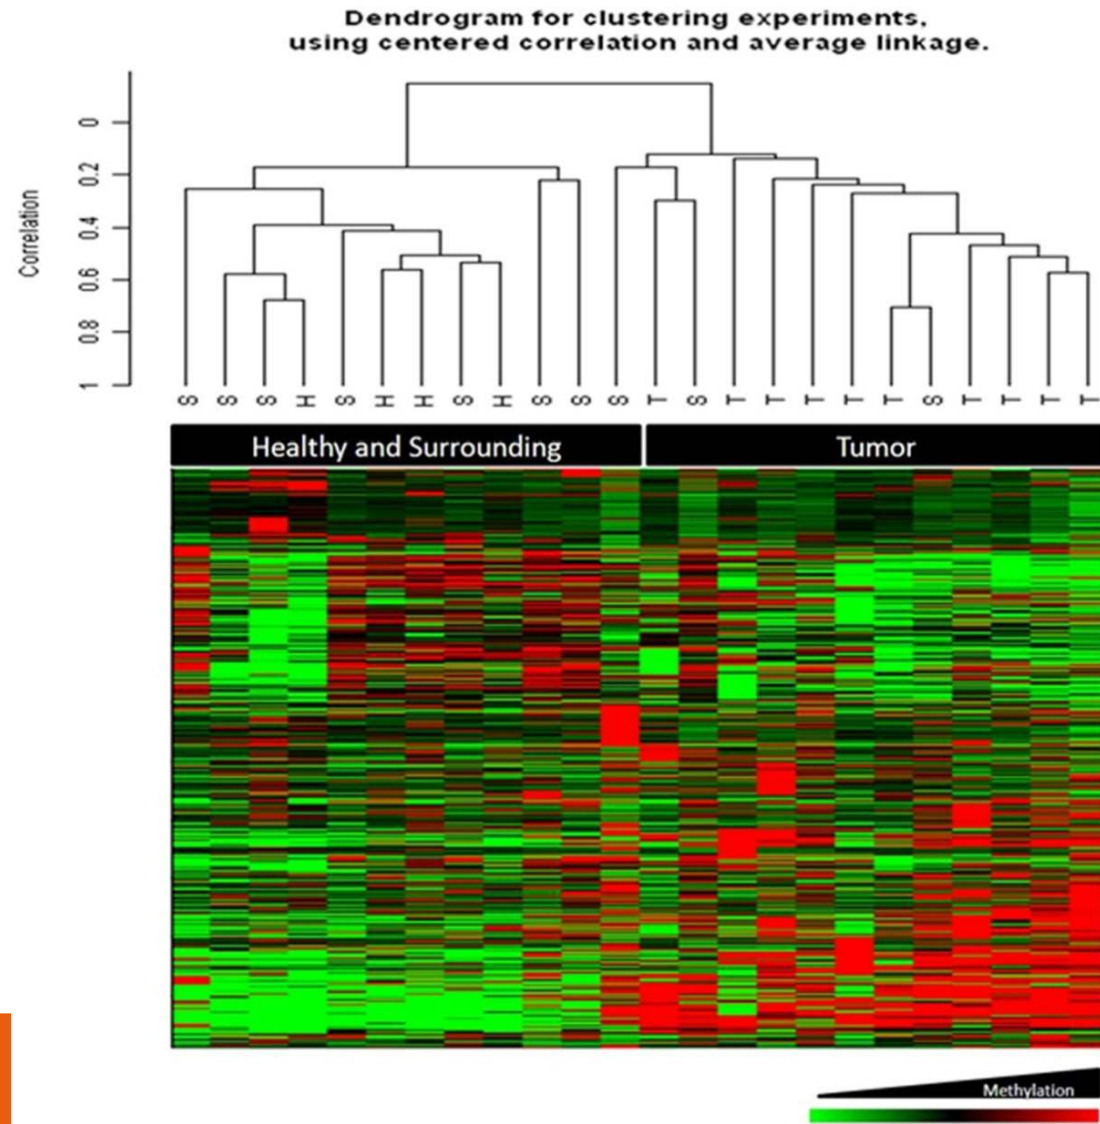 Dendrogram for clustering experiments,
using centered correlation and average linkage.
Correlation
0
0.2
0.4
0.6
0.8
1
S S S H S H H S H S S S T S T T T T T S T T T T
Healthy and Surrounding
Tumor
Methylation